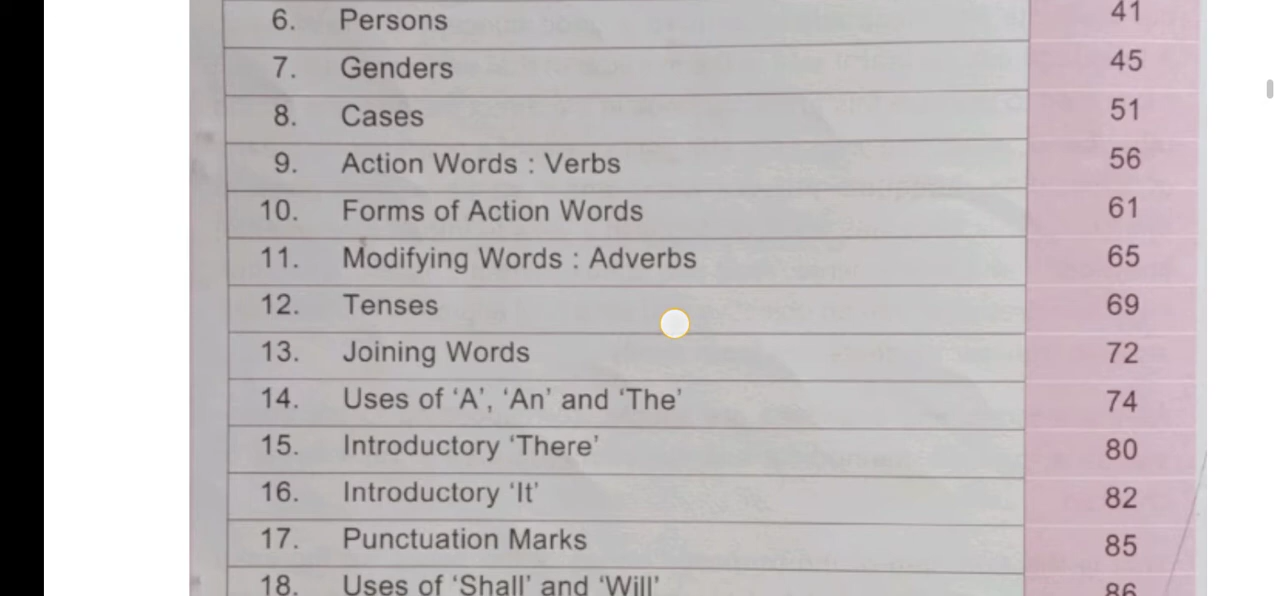 6. Persons 41
7. Genders 45
8. Cases 51
9. Action Words : Verbs 56
10. Forms of Action Words 61
11. Modifying Words : Adverbs 65
12. Tenses 69
13. Joining Words 72
14. Uses of ‘A’, ‘An’ and ‘The’ 74
15. Introductory ‘There’ 80
16. Introductory ‘It’ 82
17. Punctuation Marks 85
18. Uses of ‘Shall’ and ‘Will’ 86